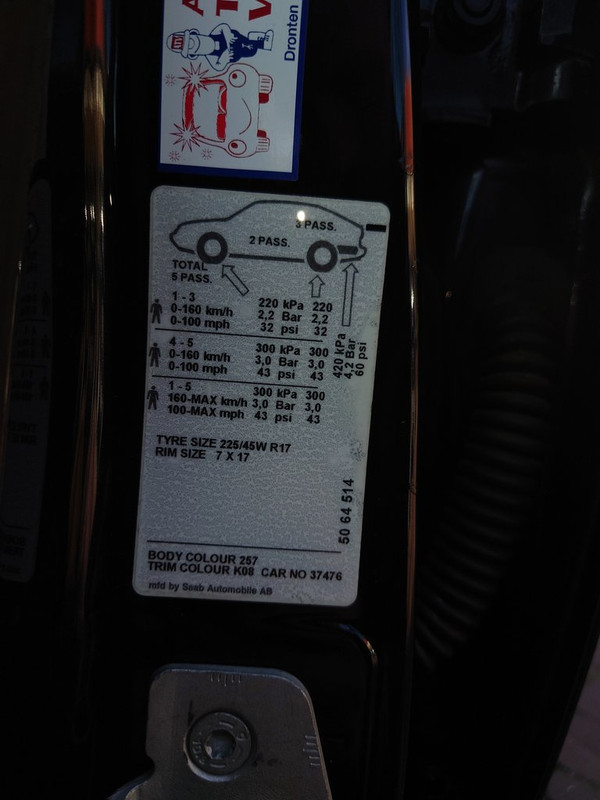 Dronten
3 PASS.
2 PASS.
TOTAL
5 PASS.
1 - 3
0-160 km/h
0-100 mph
220 kPa 220
2,2 Bar 2,2
32 psi 32
4 - 5
0-160 km/h
0-100 mph
300 kPa 300
3,0 Bar 3,0
43 psi 43
1 - 5
160-MAX km/h
100-MAX mph
300 kPa 300
3,0 Bar 3,0
43 psi 43
420 kPa
4,2 Bar
60 psi
TYRE SIZE 225/45W R17
RIM SIZE 7 X 17
50 64 514
BODY COLOUR 257
TRIM COLOUR K08 CAR NO 37476
mfd by Saab Automobile AB